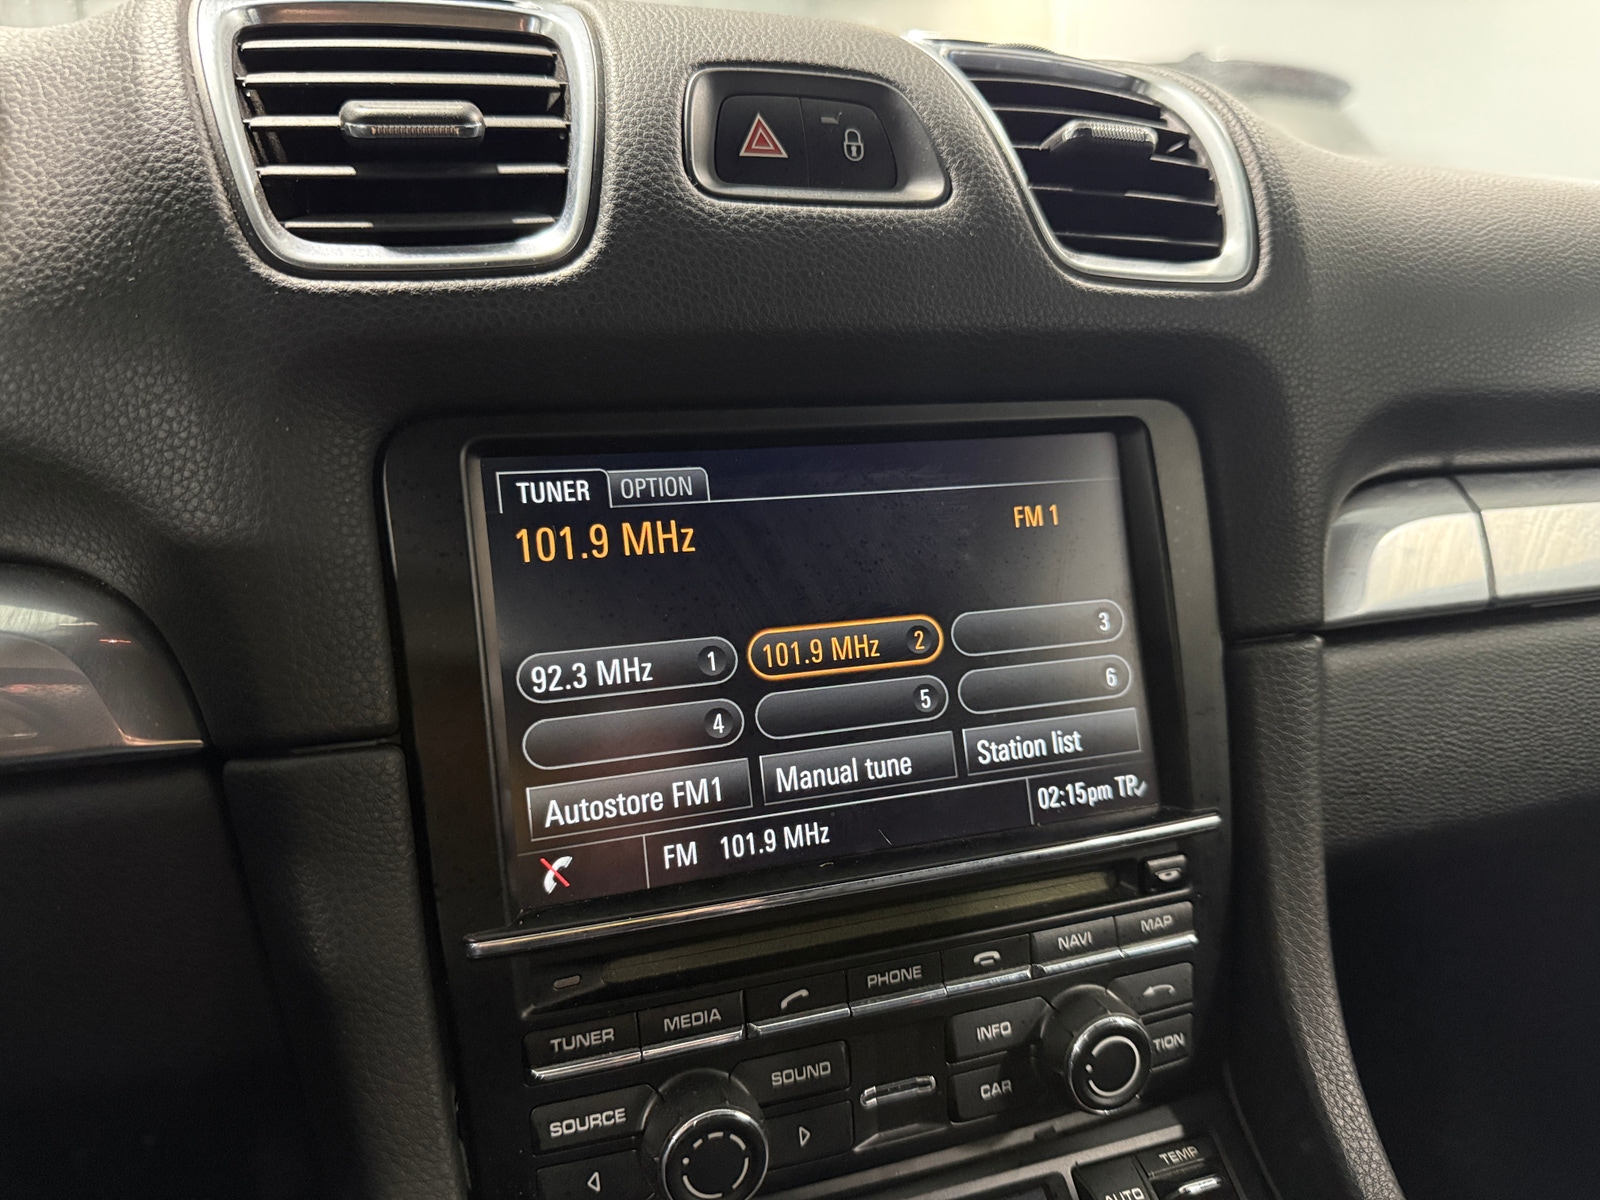 TUNER OPTION
101.9 MHz FM 1
92.3 MHz 1 101.9 MHz 2 3
4 5 6
Autostore FM1 Manual tune Station list
FM 101.9 MHz 02:15pm TP
TUNER MEDIA PHONE NAVI MAP
SOURCE SOUND INFO TION
CAR
AUTO TEMP